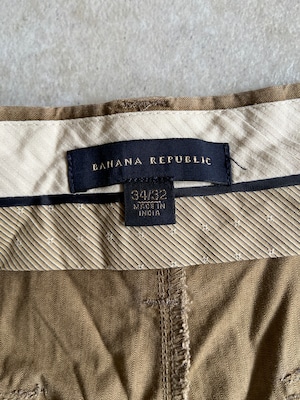 BANANA REPUBLIC
34/32
MADE IN
INDIA